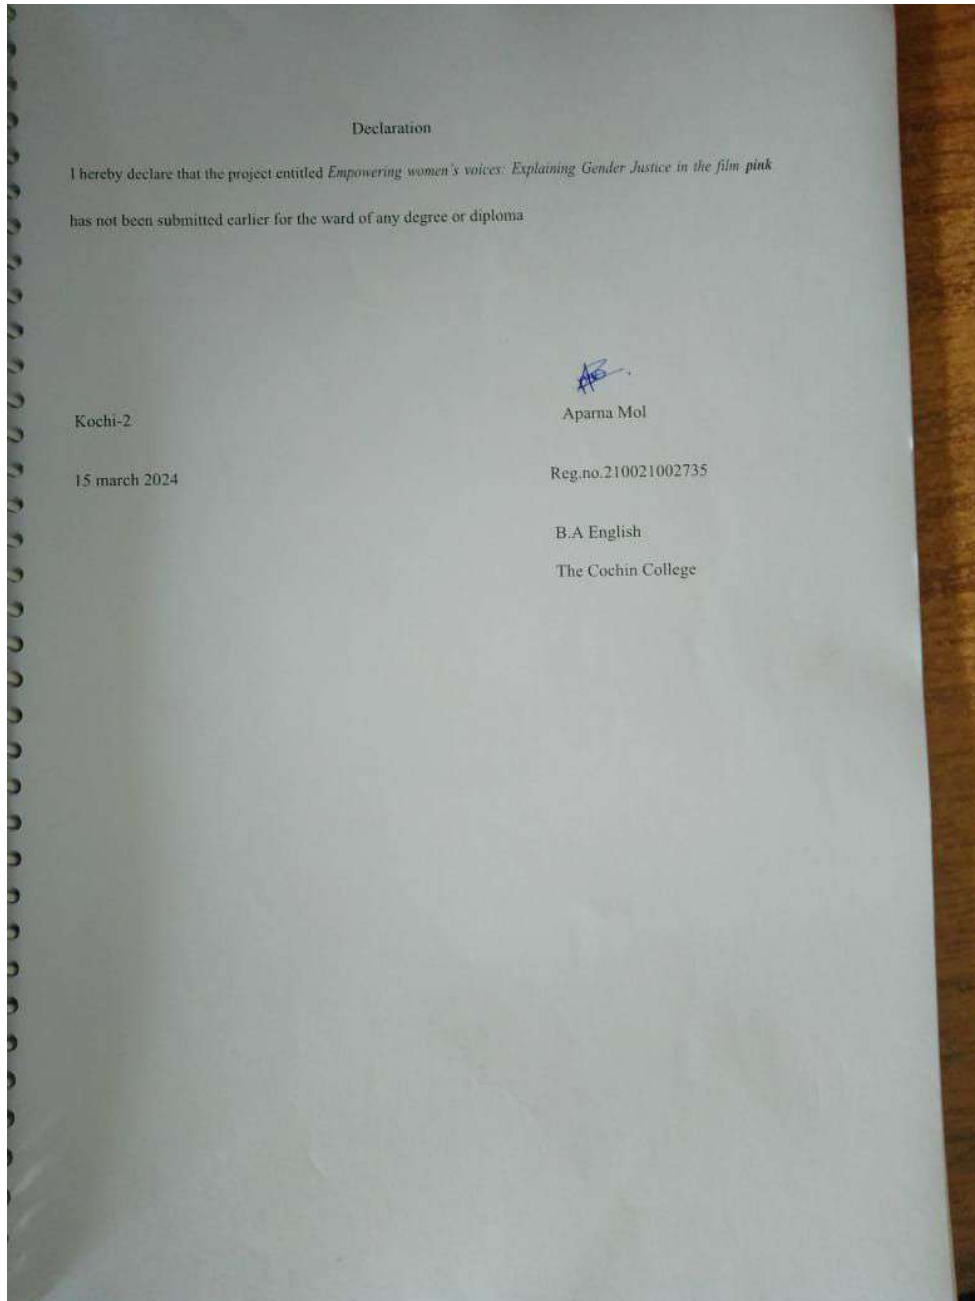 Declaration
I hereby declare that the project entitled Empowering women's voices: Explaining Gender Justice in the film pink
has not been submitted earlier for the ward of any degree or diploma
Kochi-2
Aparna Mol
15 march 2024
Reg.no.210021002735
B.A English
The Cochin College